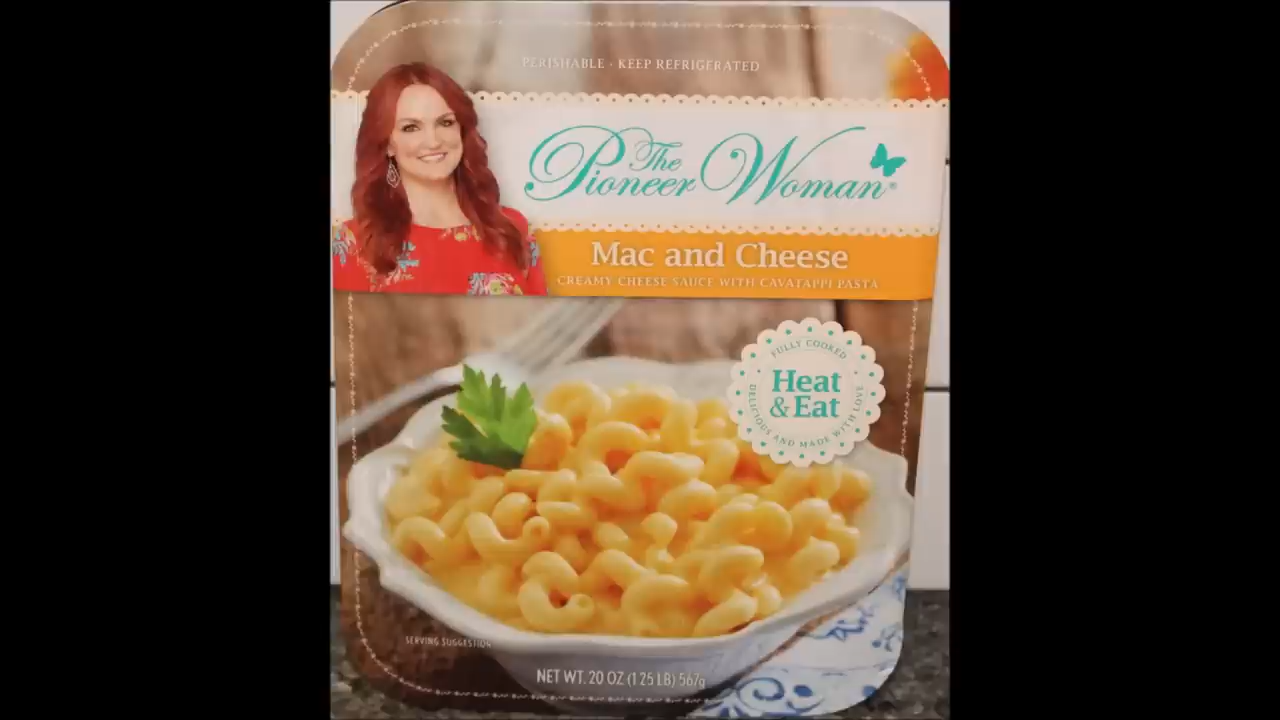 PERISHABLE · KEEP REFRIGERATED
The
Pioneer Woman®
Mac and Cheese
CREAMY CHEESE SAUCE WITH CAVATAPPI PASTA
FULLY COOKED
Heat
& Eat
DELICIOUS AND MADE WITH LOVE
SERVING SUGGESTION
NET WT. 20 OZ (1.25 LB) 567g